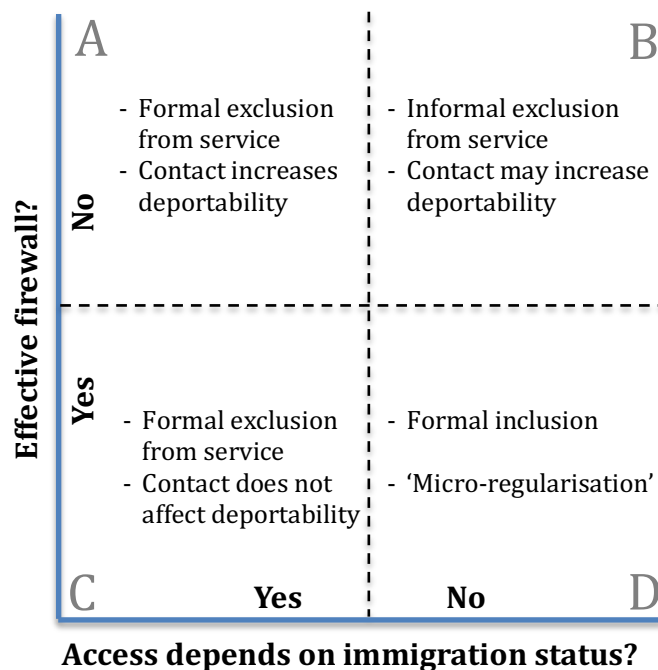 A
B
- Formal exclusion
from service
- Contact increases
deportability
- Informal exclusion
from service
- Contact may increase
deportability
No
Effective firewall?
Yes
- Formal exclusion
from service
- Contact does not
affect deportability
- Formal inclusion
- ‘Micro-regularisation’
C
Yes
No
D
Access depends on immigration status?